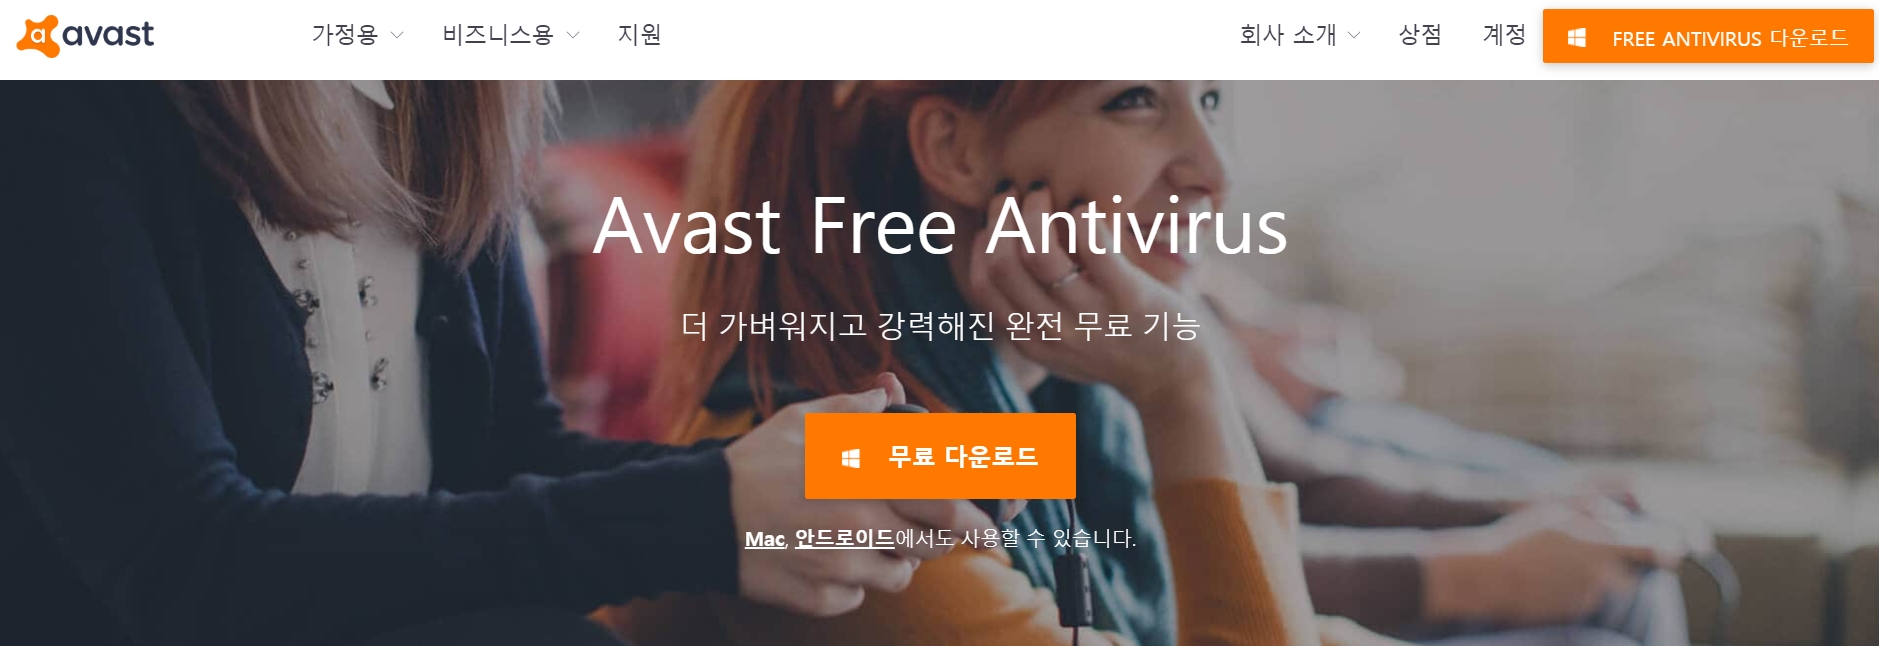 avast 가정용 비즈니스용 지원 회사 소개 상점 계정 FREE ANTIVIRUS 다운로드
Avast Free Antivirus
더 가벼워지고 강력해진 완전 무료 기능
무료 다운로드
Mac, 안드로이드에서도 사용할 수 있습니다.